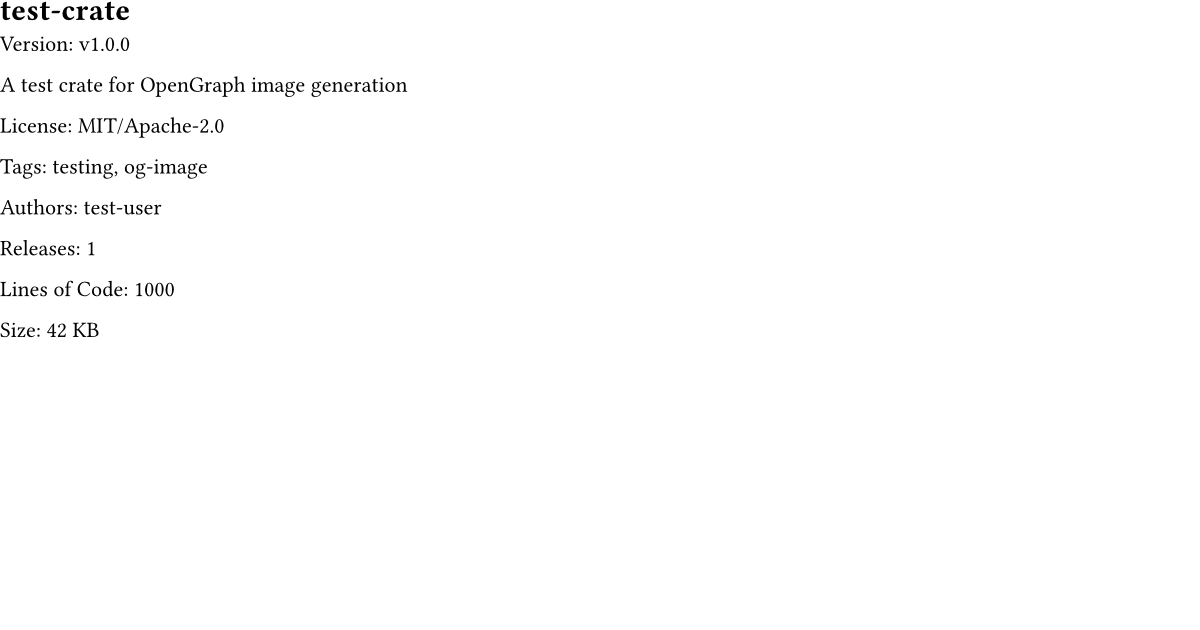 test-crate
Version: v1.0.0
A test crate for OpenGraph image generation
License: MIT/Apache-2.0
Tags: testing, og-image
Authors: test-user
Releases: 1
Lines of Code: 1000
Size: 42 KB